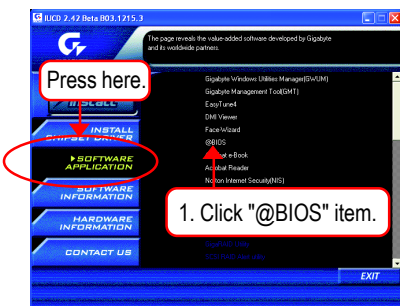 IUCD 2.42 Beta B03.1215.3
The page reveals the value-added software developed by Gigabyte
and its worldwide partners.
Press here.
INSTALL
CHIPSET DRIVER
SOFTWARE
APPLICATION
SOFTWARE
INFORMATION
HARDWARE
INFORMATION
CONTACT US
Gigabyte Windows Utilities Manager(GWUM)
Gigabyte Management Tool(GMT)
EasyTune4
DMI Viewer
Face-Wizard
@BIOS
e-Book
Acrobat Reader
Norton Internet Security(NIS)
1. Click "@BIOS" item.
EXIT